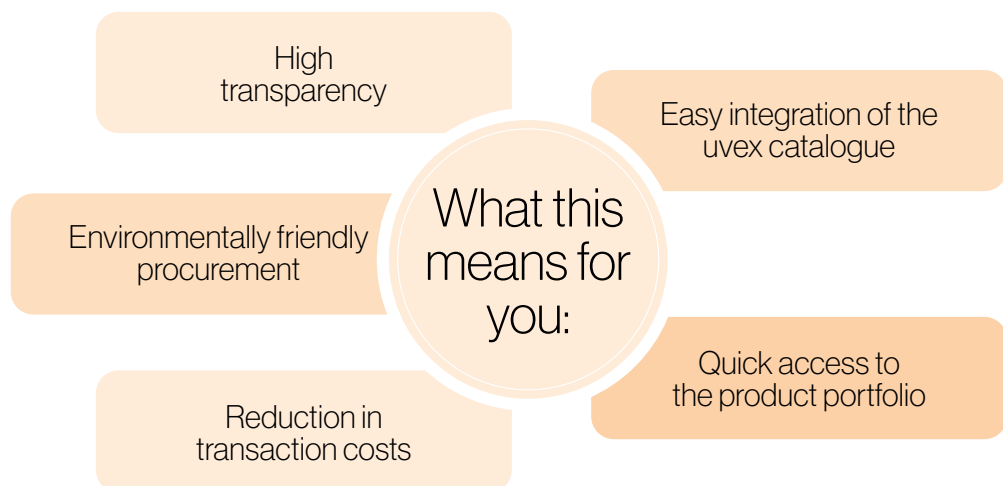 High
transparency
Easy integration of the
uvex catalogue
Environmentally friendly
procurement
What this
means for
you:
Quick access to
the product portfolio
Reduction in
transaction costs